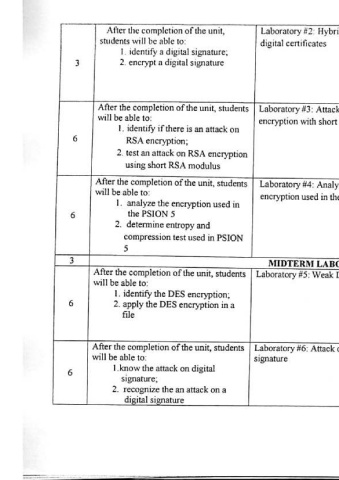 After the completion of the unit,
students will be able to:
1. identify a digital signature;
2. encrypt a digital signature
3
Laboratory #2: Hybri
digital certificates
After the completion of the unit, students
will be able to:
1. identify if there is an attack on
RSA encryption;
2. test an attack on RSA encryption
using short RSA modulus
6
Laboratory #3: Attack
encryption with short
After the completion of the unit, students
will be able to:
1. analyze the encryption used in
the PSION 5
2. determine entropy and
compression test used in PSION
5
6
Laboratory #4: Analy
encryption used in the
3
MIDTERM LABO
After the completion of the unit, students
will be able to:
1. identify the DES encryption;
2. apply the DES encryption in a
file
6
Laboratory #5: Weak D
After the completion of the unit, students
will be able to:
1.know the attack on digital
signature;
2. recognize the an attack on a
digital signature
6
Laboratory #6: Attack
signature